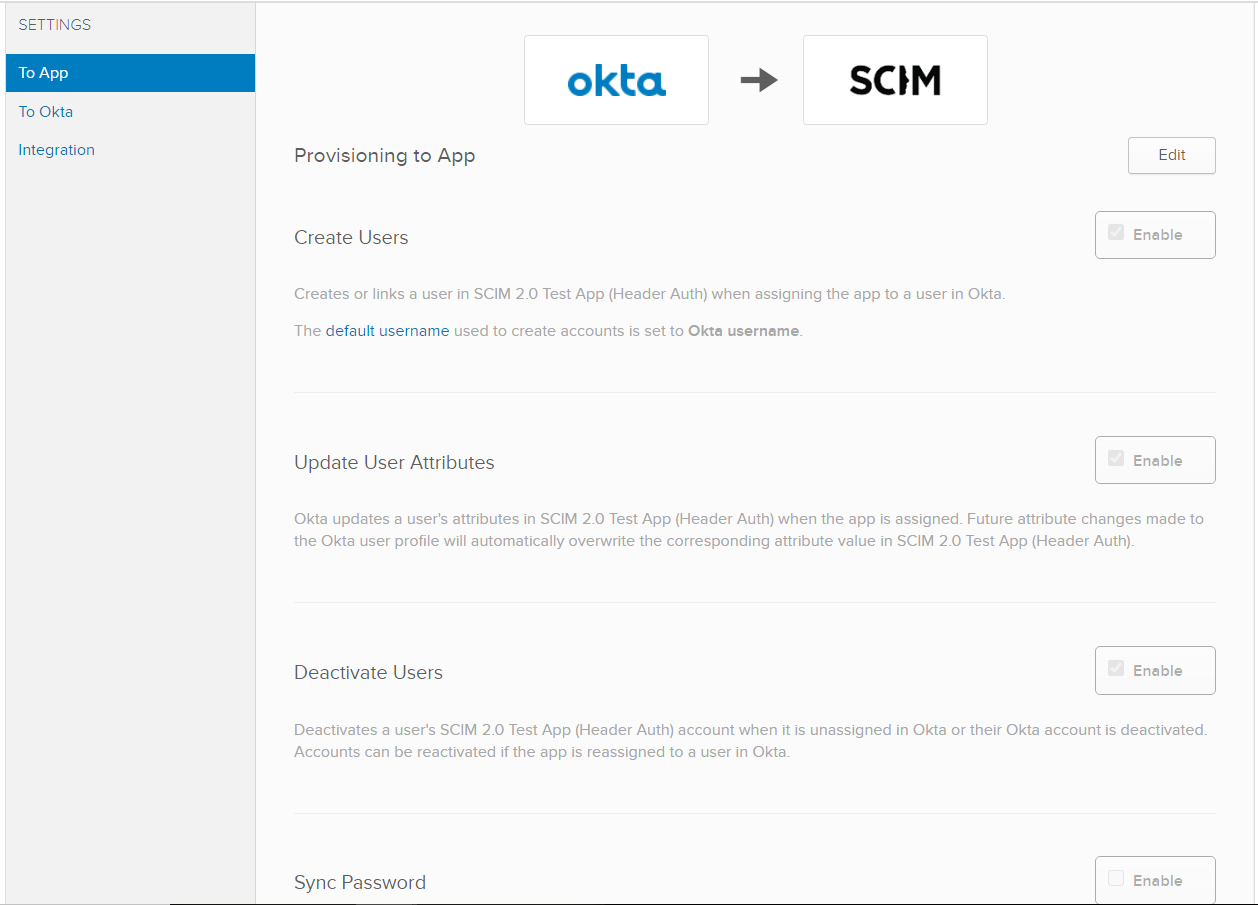 SETTINGS
To App
To Okta
Integration
okta
SCIM
Provisioning to App
Edit
Create Users
Enable
Creates or links a user in SCIM 2.0 Test App (Header Auth) when assigning the app to a user in Okta.
The default username used to create accounts is set to Okta username.
Update User Attributes
Enable
Okta updates a user's attributes in SCIM 2.0 Test App (Header Auth) when the app is assigned. Future attribute changes made to
the Okta user profile will automatically overwrite the corresponding attribute value in SCIM 2.0 Test App (Header Auth).
Deactivate Users
Enable
Deactivates a user's SCIM 2.0 Test App (Header Auth) account when it is unassigned in Okta or their Okta account is deactivated.
Accounts can be reactivated if the app is reassigned to a user in Okta.
Sync Password
Enable